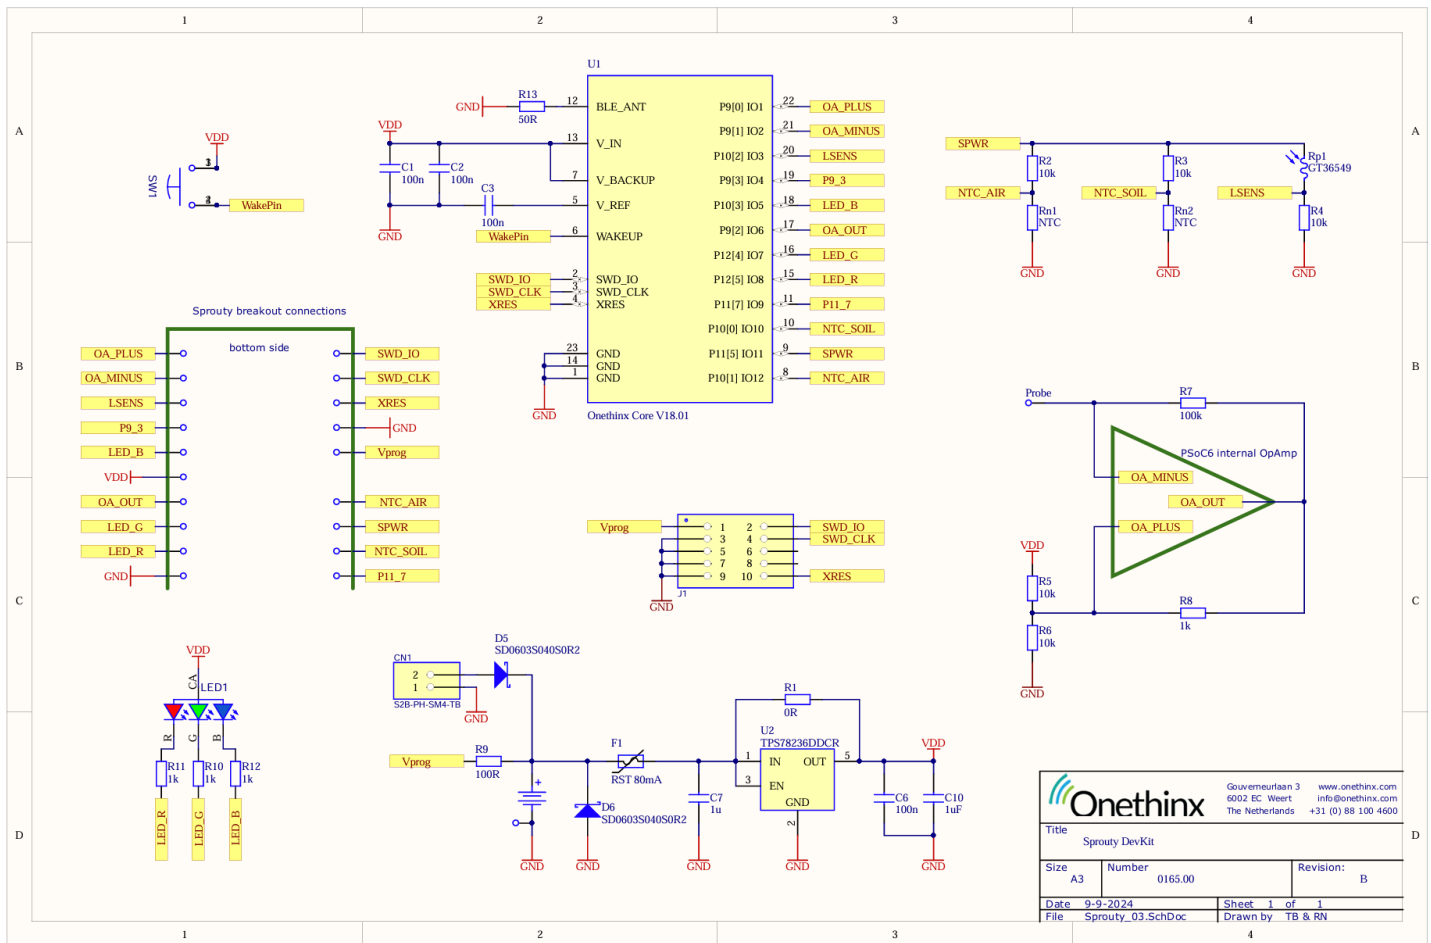 1 2 3 4
A
B
C
D
A
B
C
D
VDD
SW1
WakePin
U1
GND
R13
50R
12 BLE_ANT
VDD
13 V_IN
C1
100n
C2
100n
7 V_BACKUP
C3
100n
5 V_REF
GND
WakePin 6 WAKEUP
SWD_IO 2 SWD_IO
SWD_CLK 3 SWD_CLK
XRES 4 XRES
23 GND
14 GND
1 GND
GND
Onethinx Core V18.01
P9[0] IO1 22 OA_PLUS
P9[1] IO2 21 OA_MINUS
P10[2] IO3 20 LSENS
P9[3] IO4 19 P9_3
P10[3] IO5 18 LED_B
P9[2] IO6 17 OA_OUT
P12[4] IO7 16 LED_G
P12[5] IO8 15 LED_R
P11[7] IO9 11 P11_7
P10[0] IO10 10 NTC_SOIL
P11[5] IO11 9 SPWR
P10[1] IO12 8 NTC_AIR
SPWR
R2
10k
R3
10k
Rp1
GT36549
NTC_AIR
NTC_SOIL
LSENS
Rn1
NTC
Rn2
NTC
R4
10k
GND
GND
GND
Sprouty breakout connections
bottom side
OA_PLUS SWD_IO
OA_MINUS SWD_CLK
LSENS XRES
P9_3 GND
LED_B Vprog
VDD
OA_OUT NTC_AIR
LED_G SPWR
LED_R NTC_SOIL
GND P11_7
Probe
R7
100k
PSoC6 internal OpAmp
OA_MINUS
OA_OUT
OA_PLUS
VDD
R5
10k
R8
1k
R6
10k
GND
Vprog 1 2 SWD_IO
3 4 SWD_CLK
5 6
7 8
9 10 XRES
J1
GND
VDD
CA
LED1
R G B
R11
1k
R10
1k
R12
1k
LED_R
LED_G
LED_B
CN1
2
1
S2B-PH-SM4-TB
GND
D5
SD0603S040S0R2
Vprog
R9
100R
+
GND
D6
SD0603S040S0R2
GND
F1
RST 80mA
C7
1u
GND
R1
0R
U2
TPS78236DDCR
1 IN OUT 5
3 EN
GND
2
GND
VDD
C6
100n
C10
1uF
GND
Onethinx
Gouverneurlaan 3 www.onethinx.com
6002 EC Weert info@onethinx.com
The Netherlands +31 (0) 88 100 4600
Title
Sprouty DevKit
Size Number Revision:
A3 0165.00 B
Date 9-9-2024 Sheet 1 of 1
File Sprouty_03.SchDoc Drawn by TB & RN
1 2 3 4